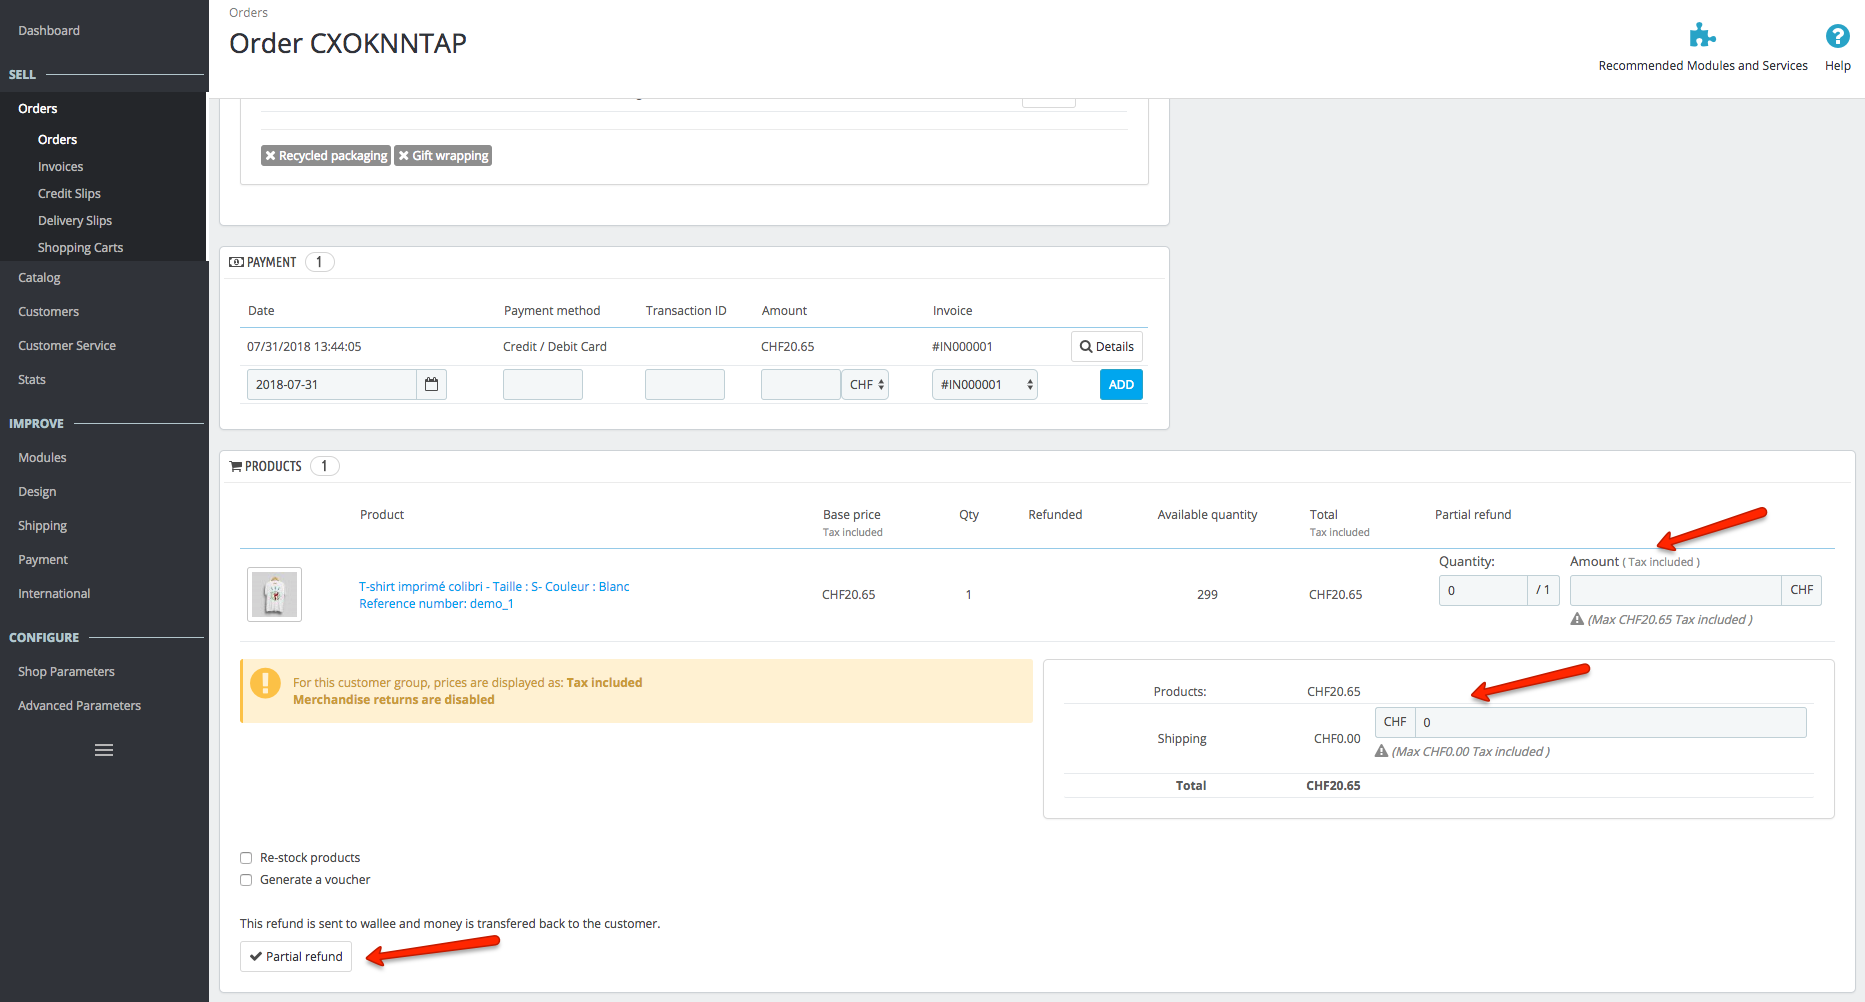 Dashboard
SELL
Orders
Orders
Invoices
Credit Slips
Delivery Slips
Shopping Carts
Catalog
Customers
Customer Service
Stats
IMPROVE
Modules
Design
Shipping
Payment
International
CONFIGURE
Shop Parameters
Advanced Parameters
Orders
Order CXOKNNTAP
Recommended Modules and Services
Help
Recycled packaging Gift wrapping
PAYMENT 1
Date Payment method Transaction ID Amount Invoice
07/31/2018 13:44:05 Credit / Debit Card CHF20.65 #IN000001 Details
2018-07-31 CHF #IN000001 ADD
PRODUCTS 1
Product Base price Qty Refunded Available quantity Total Partial refund
Tax included Tax included
Quantity: Amount ( Tax included )
T-shirt imprimé colibri - Taille : S- Couleur : Blanc
Reference number: demo_1
CHF20.65 1 299 CHF20.65 0 / 1 CHF
(Max CHF20.65 Tax included )
For this customer group, prices are displayed as: Tax included
Merchandise returns are disabled
Products: CHF20.65
Shipping CHF0.00 CHF 0
(Max CHF0.00 Tax included )
Total CHF20.65
Re-stock products
Generate a voucher
This refund is sent to wallee and money is transfered back to the customer.
Partial refund